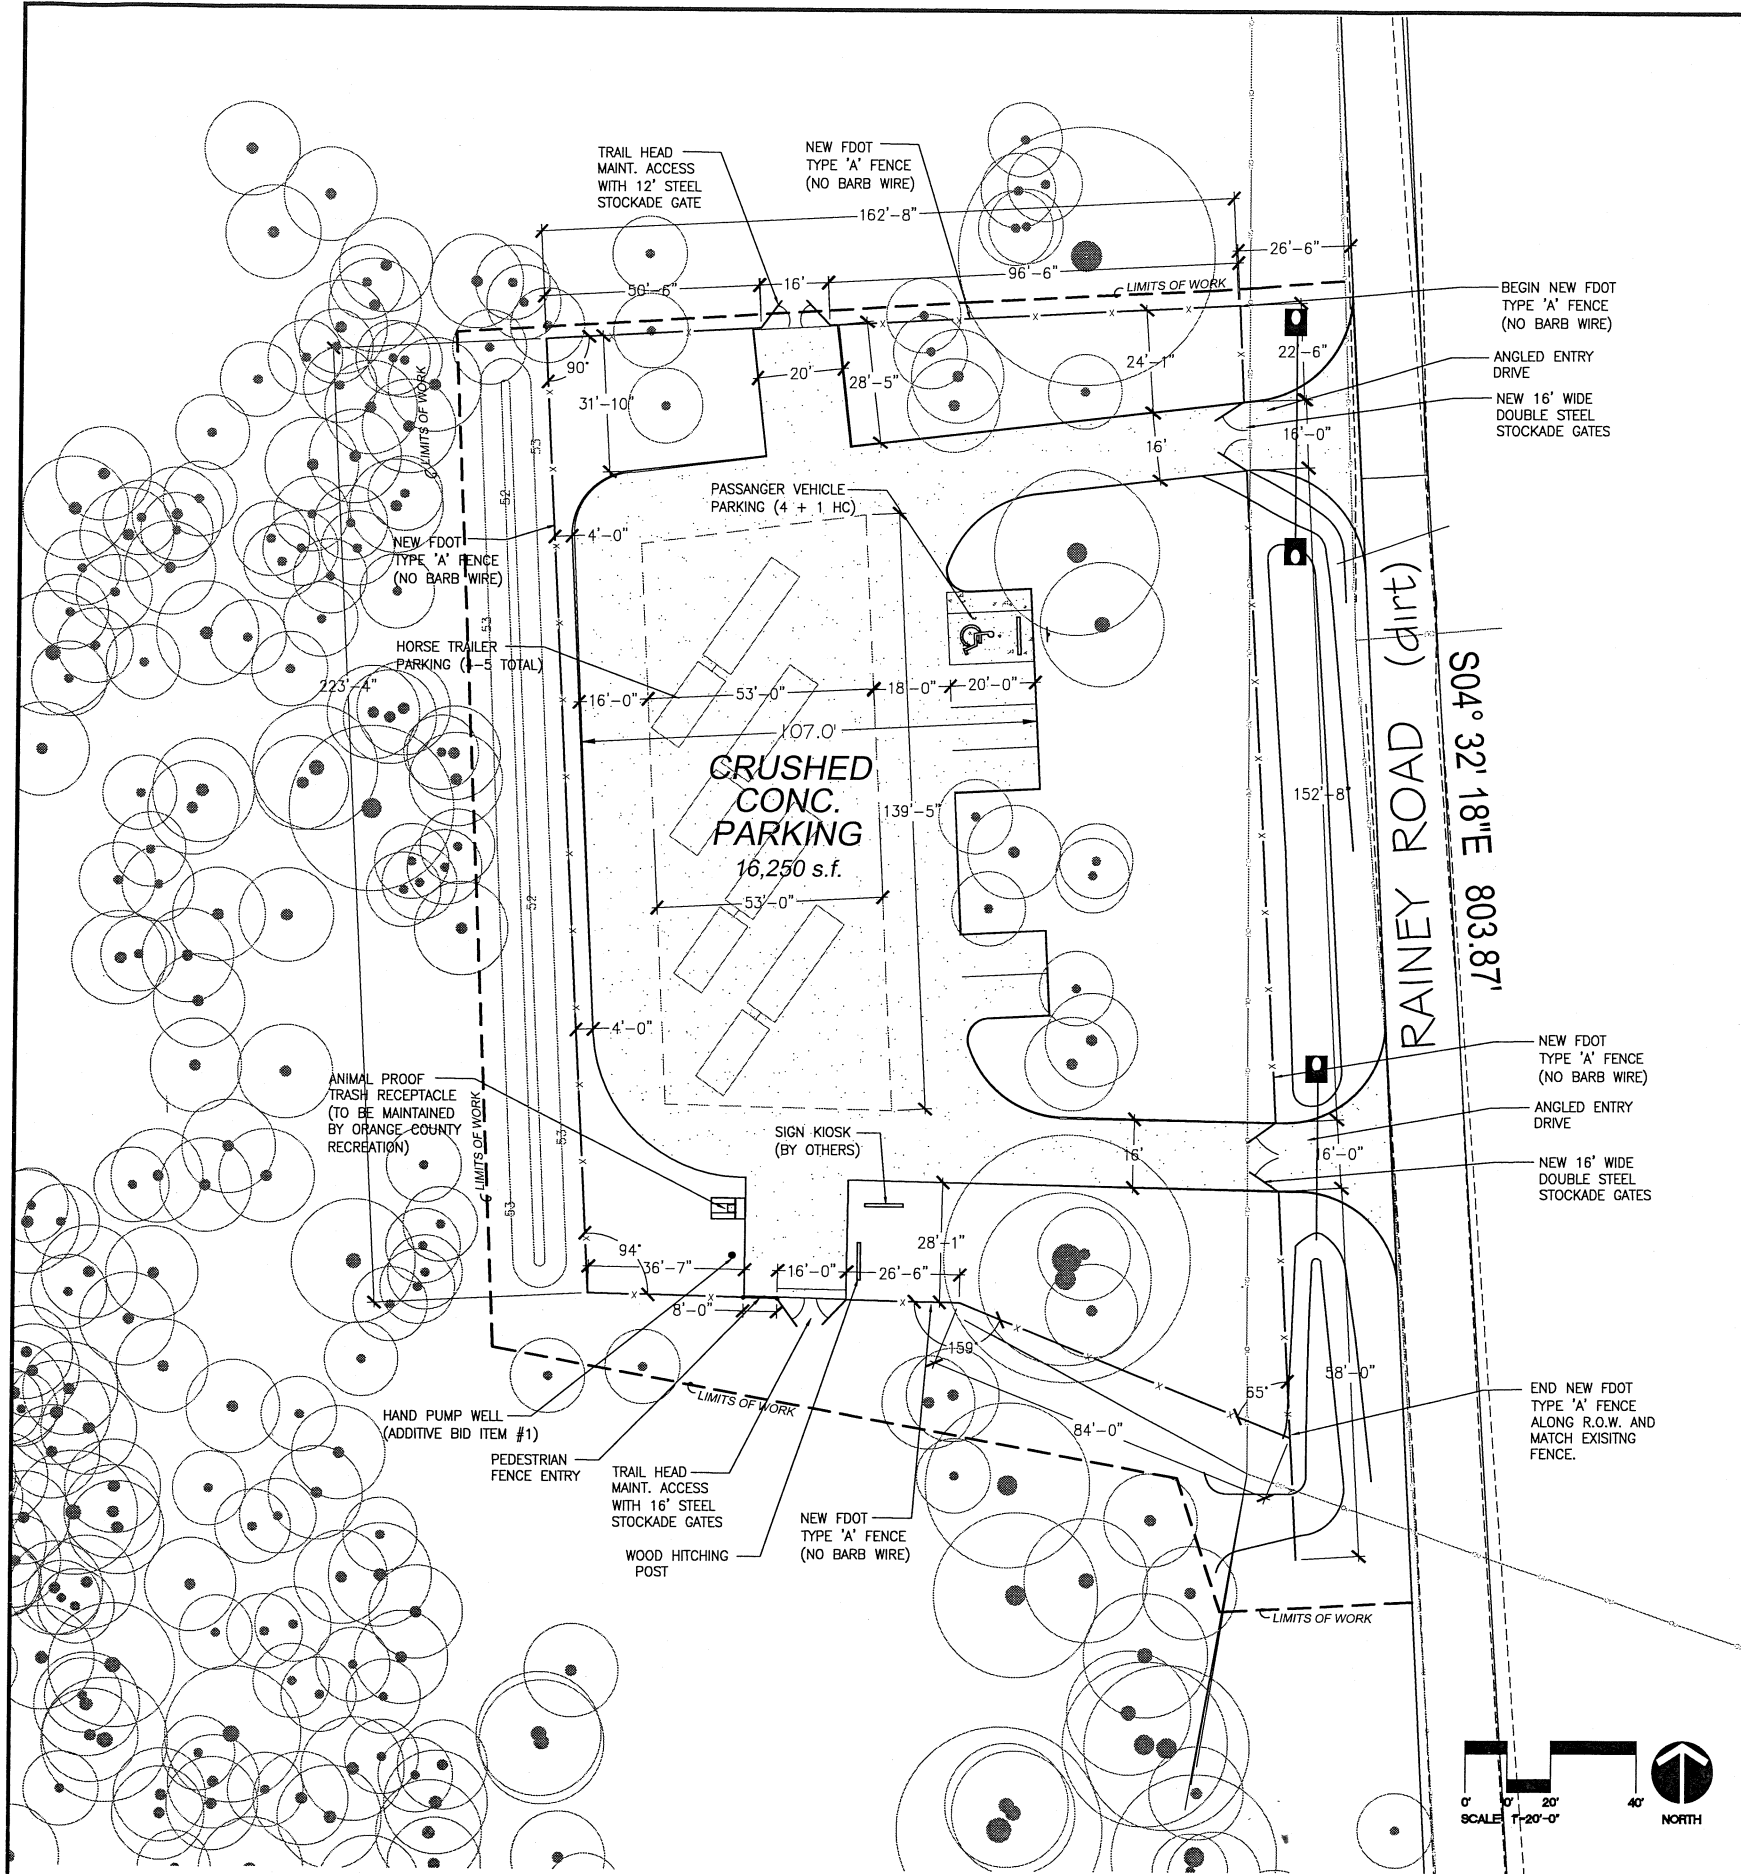 TRAIL HEAD
MAINT. ACCESS
WITH 12' STEEL
STOCKADE GATE
NEW FDOT
TYPE 'A' FENCE
(NO BARB WIRE)
162'-8"
26'-6"
50'-6"
16'
96'-6"
LIMITS OF WORK
BEGIN NEW FDOT
TYPE 'A' FENCE
(NO BARB WIRE)
22'-6"
ANGLED ENTRY
DRIVE
NEW 16' WIDE
DOUBLE STEEL
STOCKADE GATES
90°
31'-10"
20'
28'-5"
24'-1"
16'
16'-0"
LIMITS OF WORK
53
52
PASSANGER VEHICLE
PARKING (4 + 1 HC)
NEW FDOT
TYPE 'A' FENCE
(NO BARB WIRE)
4'-0"
53
HORSE TRAILER
PARKING (4-5 TOTAL)
223'-4"
16'-0"
53'-0"
18'-0"
20'-0"
107.0'
CRUSHED
CONC.
PARKING
16,250 s.f.
139'-5"
152'-8"
53'-0"
52
RAINEY ROAD (dirt)
S04° 32' 18"E 803.87'
4'-0"
ANIMAL PROOF
TRASH RECEPTACLE
(TO BE MAINTAINED
BY ORANGE COUNTY
RECREATION)
LIMITS OF WORK
53
53
SIGN KIOSK
(BY OTHERS)
NEW FDOT
TYPE 'A' FENCE
(NO BARB WIRE)
ANGLED ENTRY
DRIVE
NEW 16' WIDE
DOUBLE STEEL
STOCKADE GATES
16'
6'-0"
94°
36'-7"
16'-0"
26'-6"
28'-1"
8'-0"
159°
58'-0"
84'-0"
LIMITS OF WORK
HAND PUMP WELL
(ADDITIVE BID ITEM #1)
PEDESTRIAN
FENCE ENTRY
TRAIL HEAD
MAINT. ACCESS
WITH 16' STEEL
STOCKADE GATES
WOOD HITCHING
POST
NEW FDOT
TYPE 'A' FENCE
(NO BARB WIRE)
END NEW FDOT
TYPE 'A' FENCE
ALONG R.O.W. AND
MATCH EXISITNG
FENCE.
LIMITS OF WORK
0' 20' 40'
SCALE 1"-20'-0"
NORTH